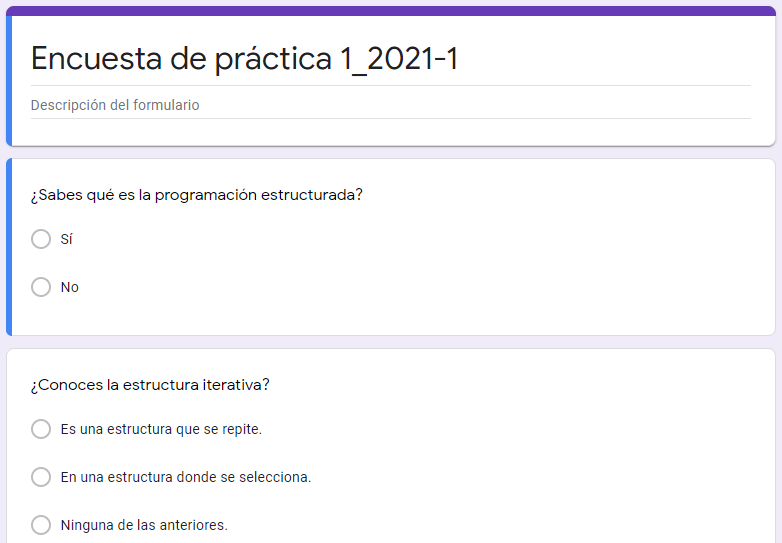 Encuesta de práctica 1_2021-1
Descripción del formulario
¿Sabes qué es la programación estructurada?
Sí
No
¿Conoces la estructura iterativa?
Es una estructura que se repite.
En una estructura donde se selecciona.
Ninguna de las anteriores.